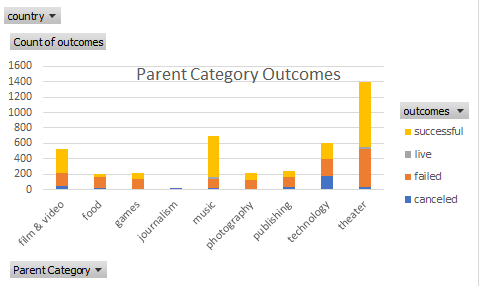 country
Count of outcomes
Parent Category Outcomes
1600
1400
1200
1000
800
600
400
200
0
film & video
food
games
journalism
music
photography
publishing
technology
theater
outcomes
successful
live
failed
canceled
Parent Category